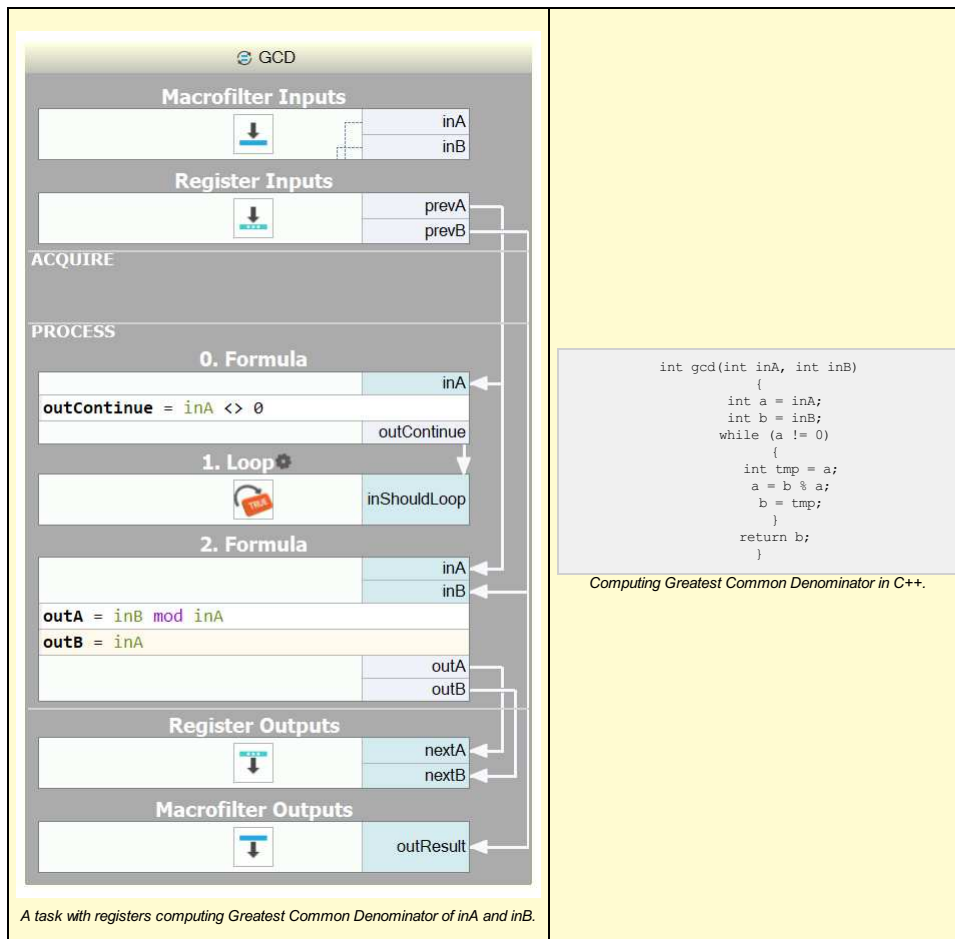 GCD
Macrofilter Inputs
inA
inB
Register Inputs
prevA
prevB
ACQUIRE
PROCESS
0. Formula
inA
outContinue = inA <> 0
outContinue
1. Loop
TRUE
inShouldLoop
2. Formula
inA
inB
outA = inB mod inA
outB = inA
outA
outB
Register Outputs
nextA
nextB
Macrofilter Outputs
outResult
A task with registers computing Greatest Common Denominator of inA and inB.
int gcd(int inA, int inB)
{
int a = inA;
int b = inB;
while (a != 0)
{
int tmp = a;
a = b % a;
b = tmp;
}
return b;
}
Computing Greatest Common Denominator in C++.